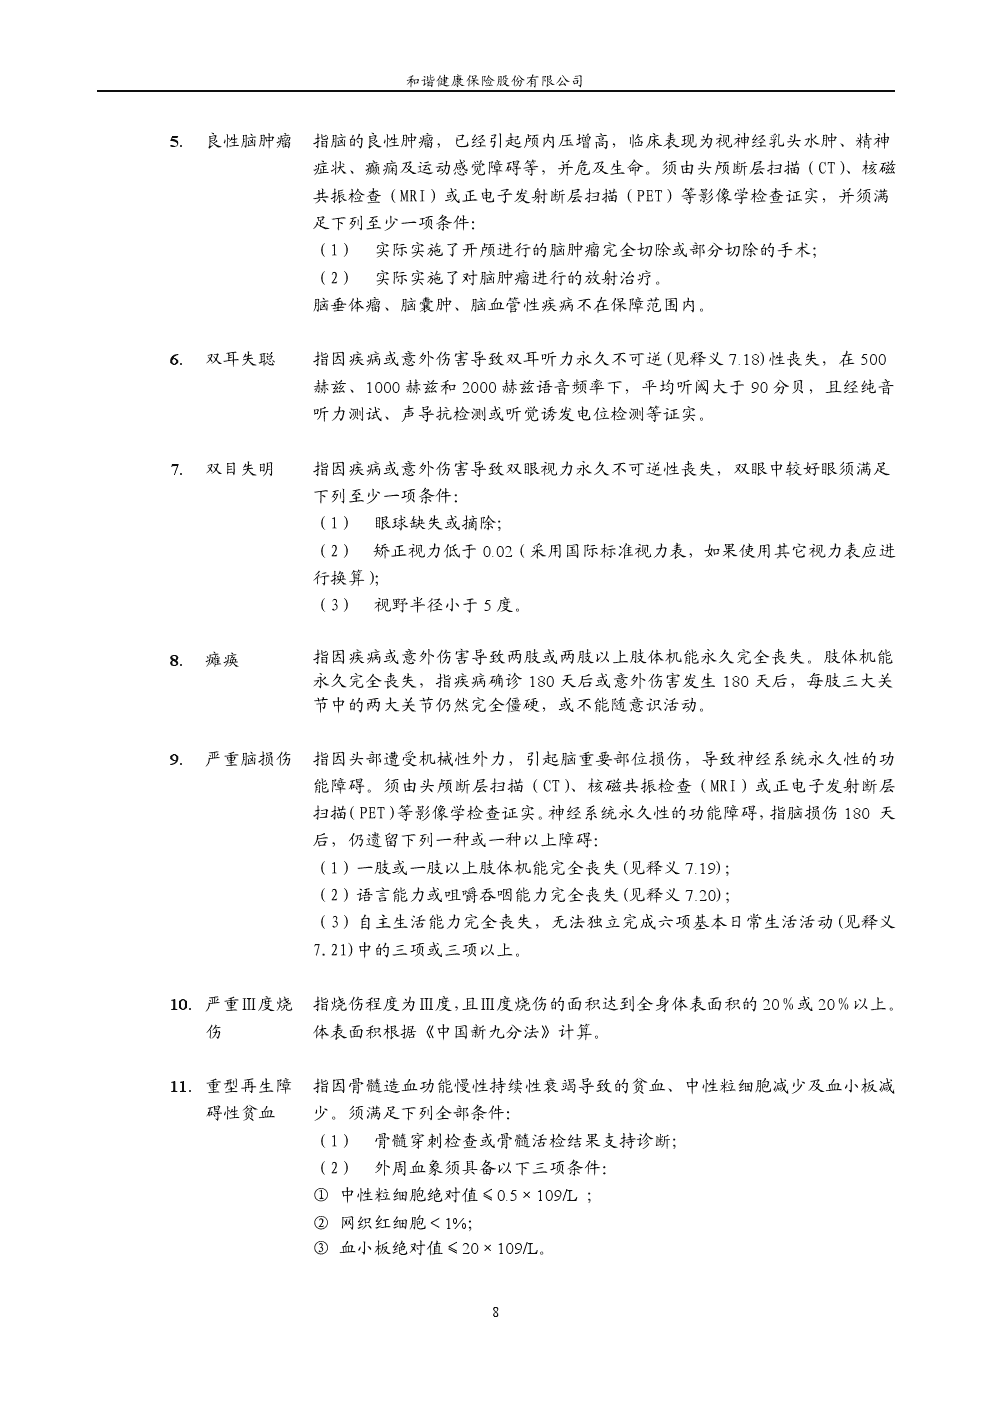 和谐健康保险股份有限公司
5. 良性脑肿瘤 指脑的良性肿瘤，已经引起颅内压增高，临床表现为视神经乳头水肿、精神
症状、癫痫及运动感觉障碍等，并危及生命。须由头颅断层扫描（CT）、核磁
共振检查（MRI）或正电子发射断层扫描（PET）等影像学检查证实，并须满
足下列至少一项条件：
（1） 实际实施了开颅进行的脑肿瘤完全切除或部分切除的手术；
（2） 实际实施了对脑肿瘤进行的放射治疗。
脑垂体瘤、脑囊肿、脑血管性疾病不在保障范围内。
6. 双耳失聪 指因疾病或意外伤害导致双耳听力永久不可逆(见释义 7.18)性丧失，在 500
赫兹、1000 赫兹和 2000 赫兹语音频率下，平均听阈大于 90 分贝，且经纯音
听力测试、声导抗检测或听觉诱发电位检测等证实。
7. 双目失明 指因疾病或意外伤害导致双眼视力永久不可逆性丧失，双眼中较好眼须满足
下列至少一项条件：
（1） 眼球缺失或摘除；
（2） 矫正视力低于 0.02（采用国际标准视力表，如果使用其它视力表应进
行换算）；
（3） 视野半径小于 5 度。
8. 瘫痪 指因疾病或意外伤害导致两肢或两肢以上肢体机能永久完全丧失。肢体机能
永久完全丧失，指疾病确诊 180 天后或意外伤害发生 180 天后，每肢三大关
节中的两大关节仍然完全僵硬，或不能随意识活动。
9. 严重脑损伤 指因头部遭受机械性外力，引起脑重要部位损伤，导致神经系统永久性的功
能障碍。须由头颅断层扫描（CT）、核磁共振检查（MRI）或正电子发射断层
扫描(PET)等影像学检查证实。神经系统永久性的功能障碍，指脑损伤 180 天
后，仍遗留下列一种或一种以上障碍：
（1）一肢或一肢以上肢体机能完全丧失(见释义 7.19)；
（2）语言能力或咀嚼吞咽能力完全丧失(见释义 7.20)；
（3）自主生活能力完全丧失，无法独立完成六项基本日常生活活动(见释义
7.21)中的三项或三项以上。
10. 严重Ⅲ度烧 指烧伤程度为Ⅲ度，且Ⅲ度烧伤的面积达到全身体表面积的 20％或 20％以上。
伤 体表面积根据《中国新九分法》计算。
11. 重型再生障 指因骨髓造血功能慢性持续性衰竭导致的贫血、中性粒细胞减少及血小板减
碍性贫血 少。须满足下列全部条件：
（1） 骨髓穿刺检查或骨髓活检结果支持诊断；
（2） 外周血象须具备以下三项条件：
① 中性粒细胞绝对值≤0.5×109/L ；
② 网织红细胞＜1%；
③ 血小板绝对值≤20×109/L。
8